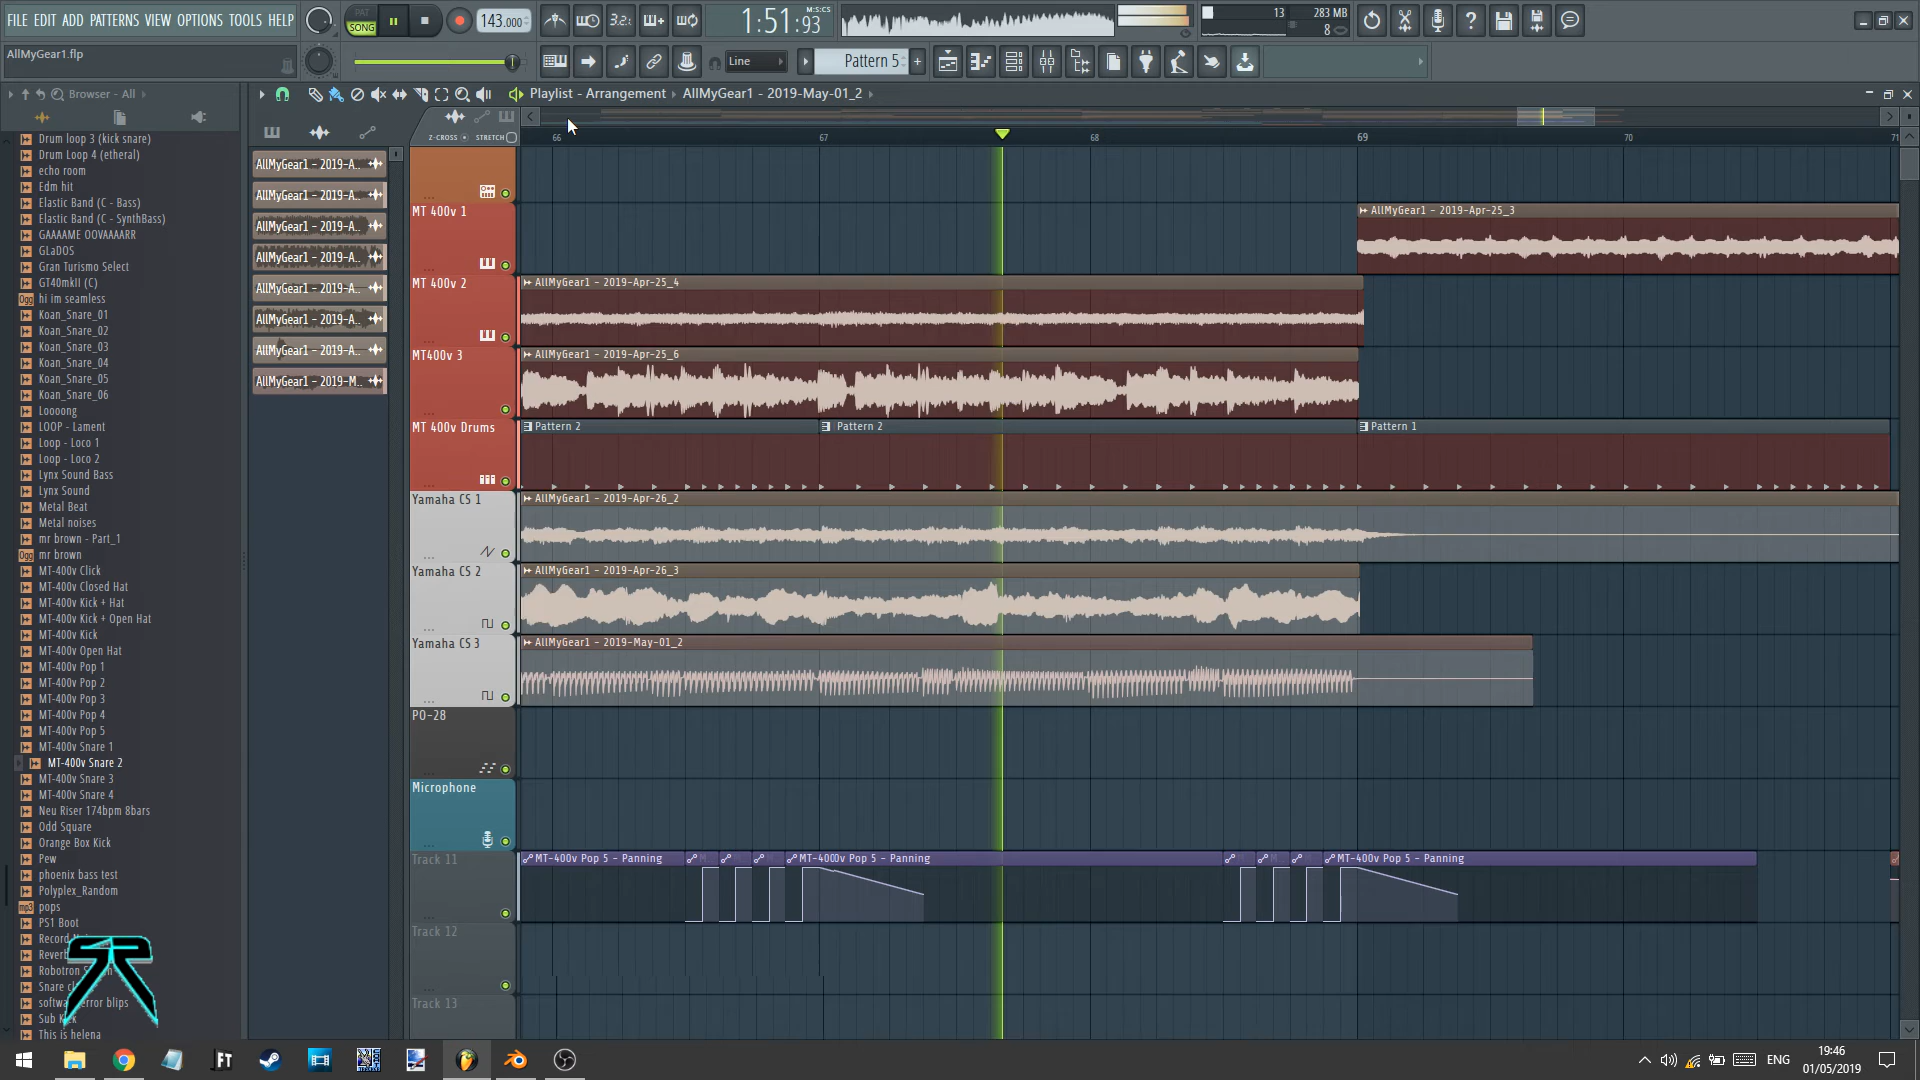 FILE EDIT ADD PATTERNS VIEW OPTIONS TOOLS HELP
PAT
SONG
143.000
3.2:
1:51:93
M:S:CS
13
283 MB
8
AllMyGear1.flp
Line
Pattern 5
Browser - All
Playlist - Arrangement
AllMyGear1 - 2019-May-01_2
Z-CROSS
STRETCH
66
67
68
69
70
71
Drum loop 3 (kick snare)
Drum Loop 4 (etheral)
echo room
Edm hit
Elastic Band (C - Bass)
Elastic Band (C - SynthBass)
GAAAAME OOVAAAARR
GLaDOS
Gran Turismo Select
GT40mkII (C)
Ogg hi im seamless
Koan_Snare_01
Koan_Snare_02
Koan_Snare_03
Koan_Snare_04
Koan_Snare_05
Koan_Snare_06
Loooong
LOOP - Lament
Loop - Loco 1
Loop - Loco 2
Lynx Sound Bass
Lynx Sound
Metal Beat
Metal noises
mr brown - Part_1
Ogg mr brown
MT-400v Click
MT-400v Closed Hat
MT-400v Kick + Hat
MT-400v Kick + Open Hat
MT-400v Kick
MT-400v Open Hat
MT-400v Pop 1
MT-400v Pop 2
MT-400v Pop 3
MT-400v Pop 4
MT-400v Pop 5
MT-400v Snare 1
MT-400v Snare 2
MT-400v Snare 3
MT-400v Snare 4
Neu Riser 174bpm 8bars
Odd Square
Orange Box Kick
Pew
phoenix bass test
Polyplex_Random
mp3 pops
PS1 Boot
Record
Reverb
Robotron
Snare
error blips
Sub
This is helena
AllMyGear1 - 2019-A..
AllMyGear1 - 2019-A..
AllMyGear1 - 2019-A..
AllMyGear1 - 2019-A..
AllMyGear1 - 2019-A..
AllMyGear1 - 2019-A..
AllMyGear1 - 2019-A..
AllMyGear1 - 2019-M..
MT 400v 1
AllMyGear1 - 2019-Apr-25_3
MT 400v 2
AllMyGear1 - 2019-Apr-25_4
MT400v 3
AllMyGear1 - 2019-Apr-25_6
MT 400v Drums
Pattern 2
Pattern 2
Pattern 1
Yamaha CS 1
AllMyGear1 - 2019-Apr-26_2
Yamaha CS 2
AllMyGear1 - 2019-Apr-26_3
Yamaha CS 3
AllMyGear1 - 2019-May-01_2
PO-28
Microphone
Track 11
MT-400v Pop 5 - Panning
MT-400v Pop 5 - Panning
MT-400v Pop 5 - Panning
Track 12
Track 13
FT
ENG
19:46
01/05/2019